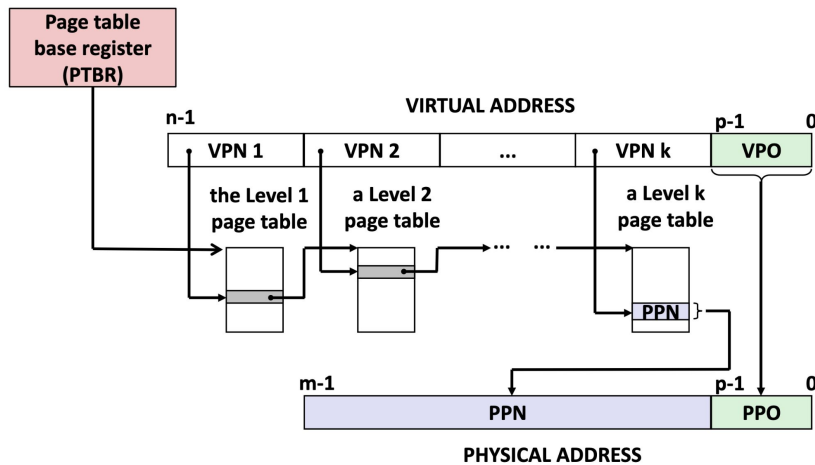 Page table
base register
(PTBR)
VIRTUAL ADDRESS
n-1
p-1
0
VPN 1
VPN 2
...
VPN k
VPO
the Level 1
page table
a Level 2
page table
a Level k
page table
... ...
PPN
m-1
p-1
0
PPN
PPO
PHYSICAL ADDRESS